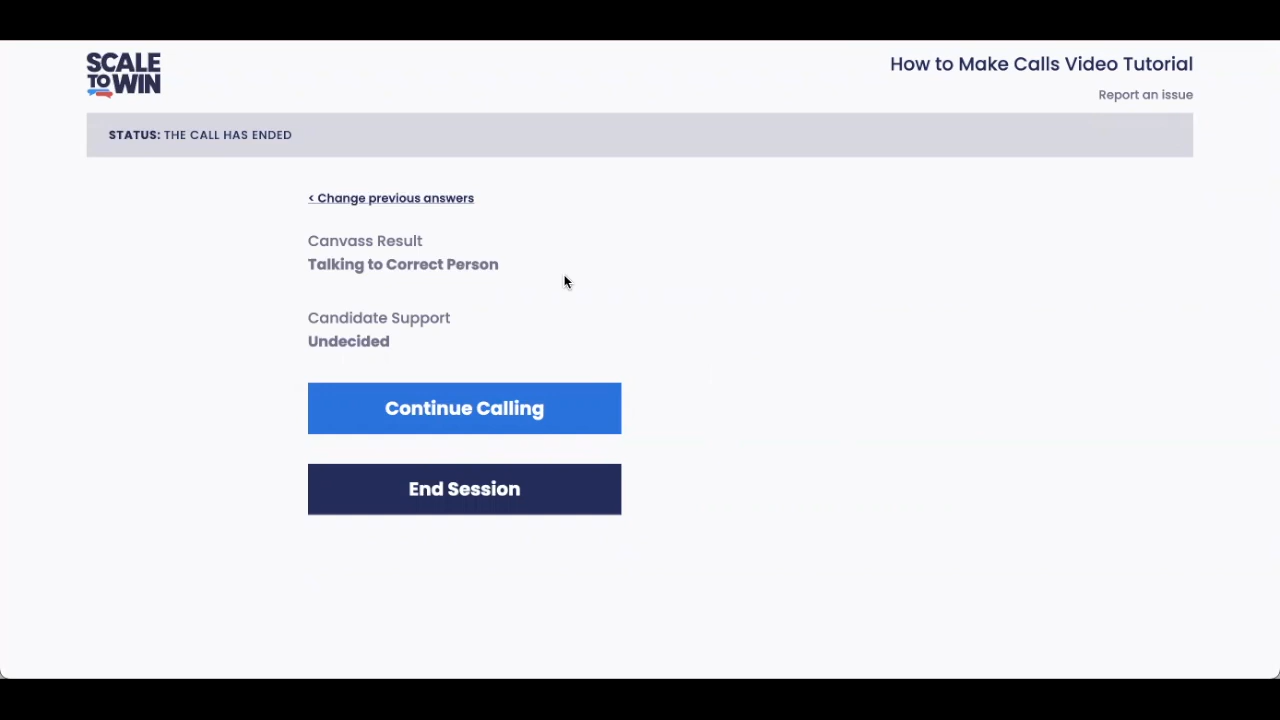 SCALE
TO WIN
How to Make Calls Video Tutorial
Report an issue
STATUS: THE CALL HAS ENDED
< Change previous answers
Canvass Result
Talking to Correct Person
Candidate Support
Undecided
Continue Calling
End Session